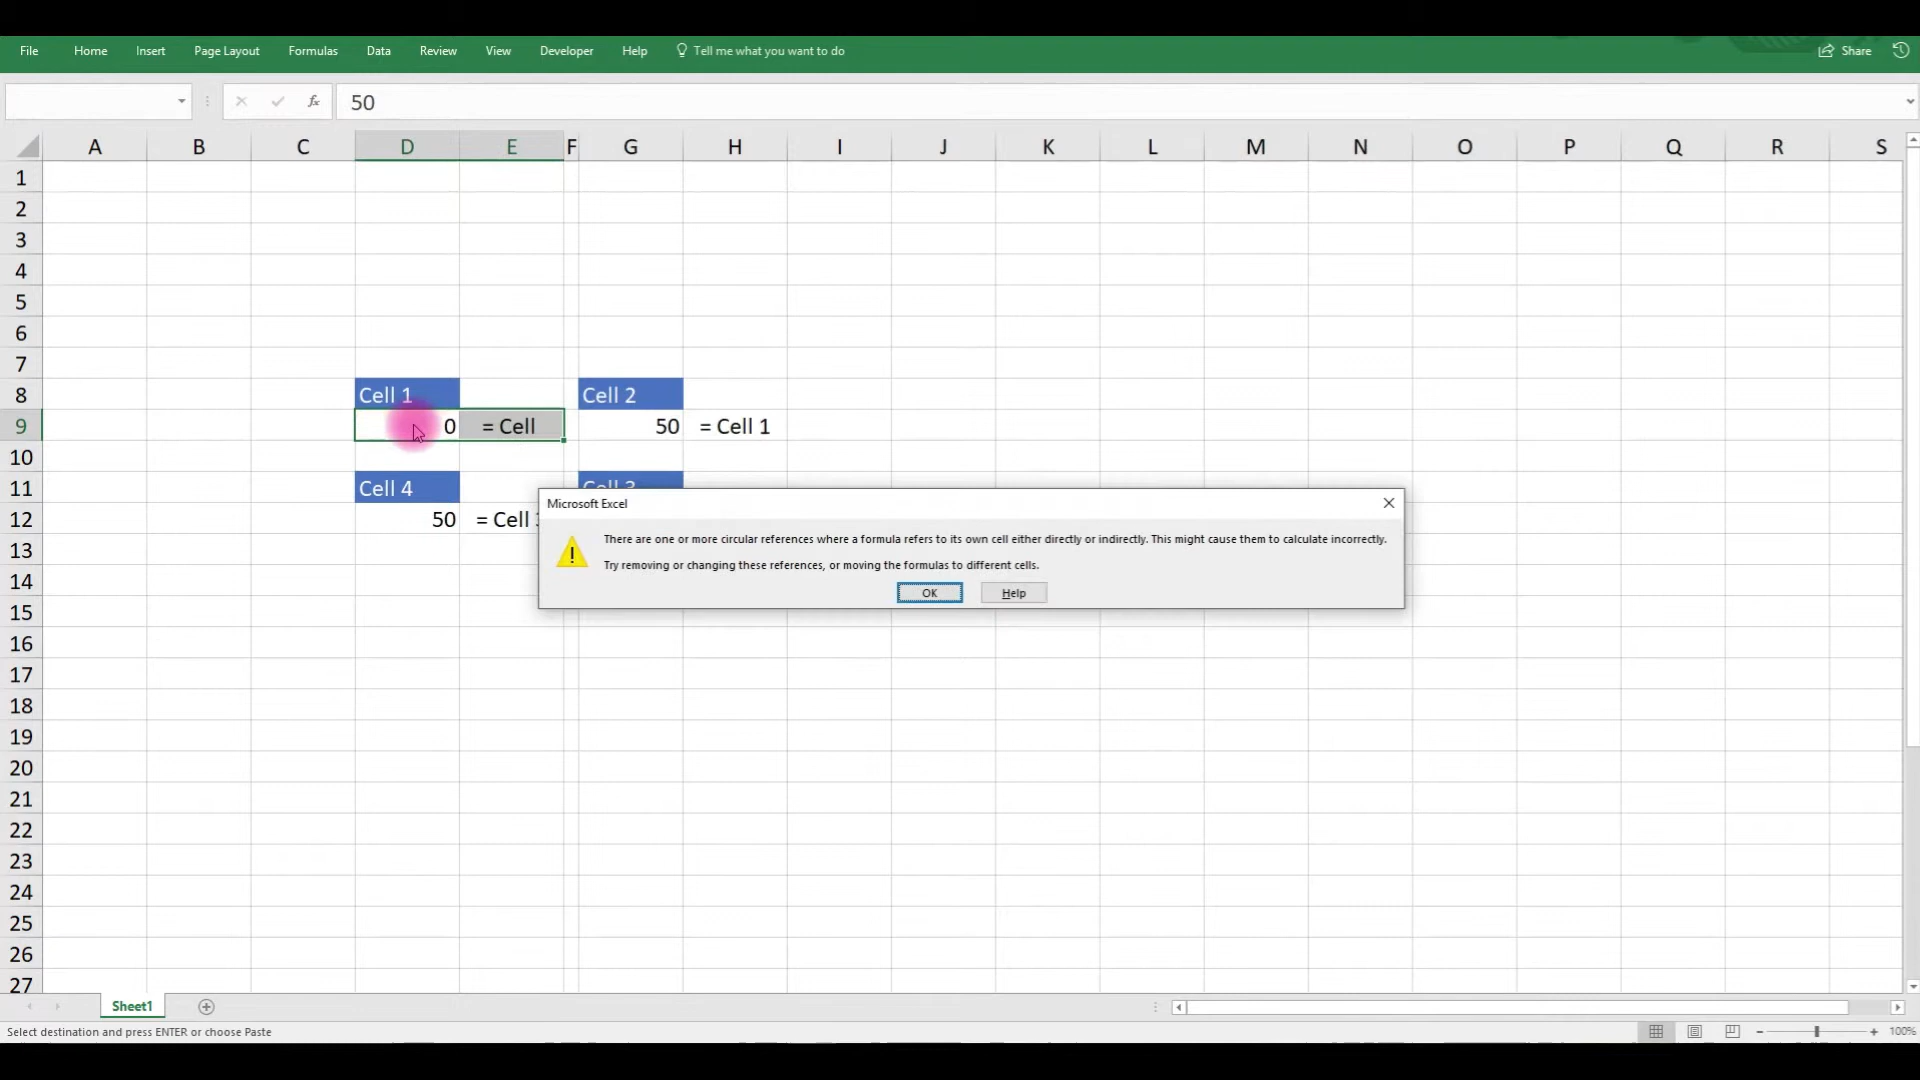 File Home Insert Page Layout Formulas Data Review View Developer Help Tell me what you want to do Share
fx 50
A B C D E F G H I J K L M N O P Q R S
1
2
3
4
5
6
7
8 Cell 1 Cell 2
9 0 = Cell 50 = Cell 1
10
11 Cell 4 Cell 3
12 50 = Cell
Microsoft Excel
There are one or more circular references where a formula refers to its own cell either directly or indirectly. This might cause them to calculate incorrectly.
Try removing or changing these references, or moving the formulas to different cells.
OK Help
13
14
15
16
17
18
19
20
21
22
23
24
25
26
27
Sheet1
Select destination and press ENTER or choose Paste 100%